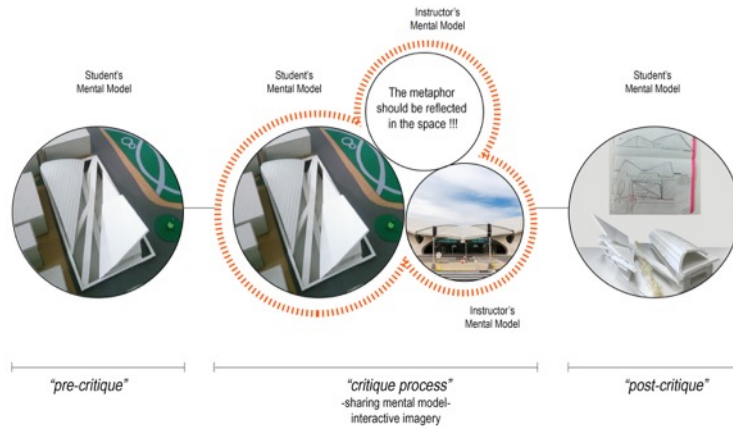 Instructor's
Mental Model
Student's
Mental Model
Student's
Mental Model
Student's
Mental Model
The metaphor
should be reflected
in the space !!!
Instructor's
Mental Model
"pre-critique"
"critique process"
-sharing mental model-
interactive imagery
"post-critique"